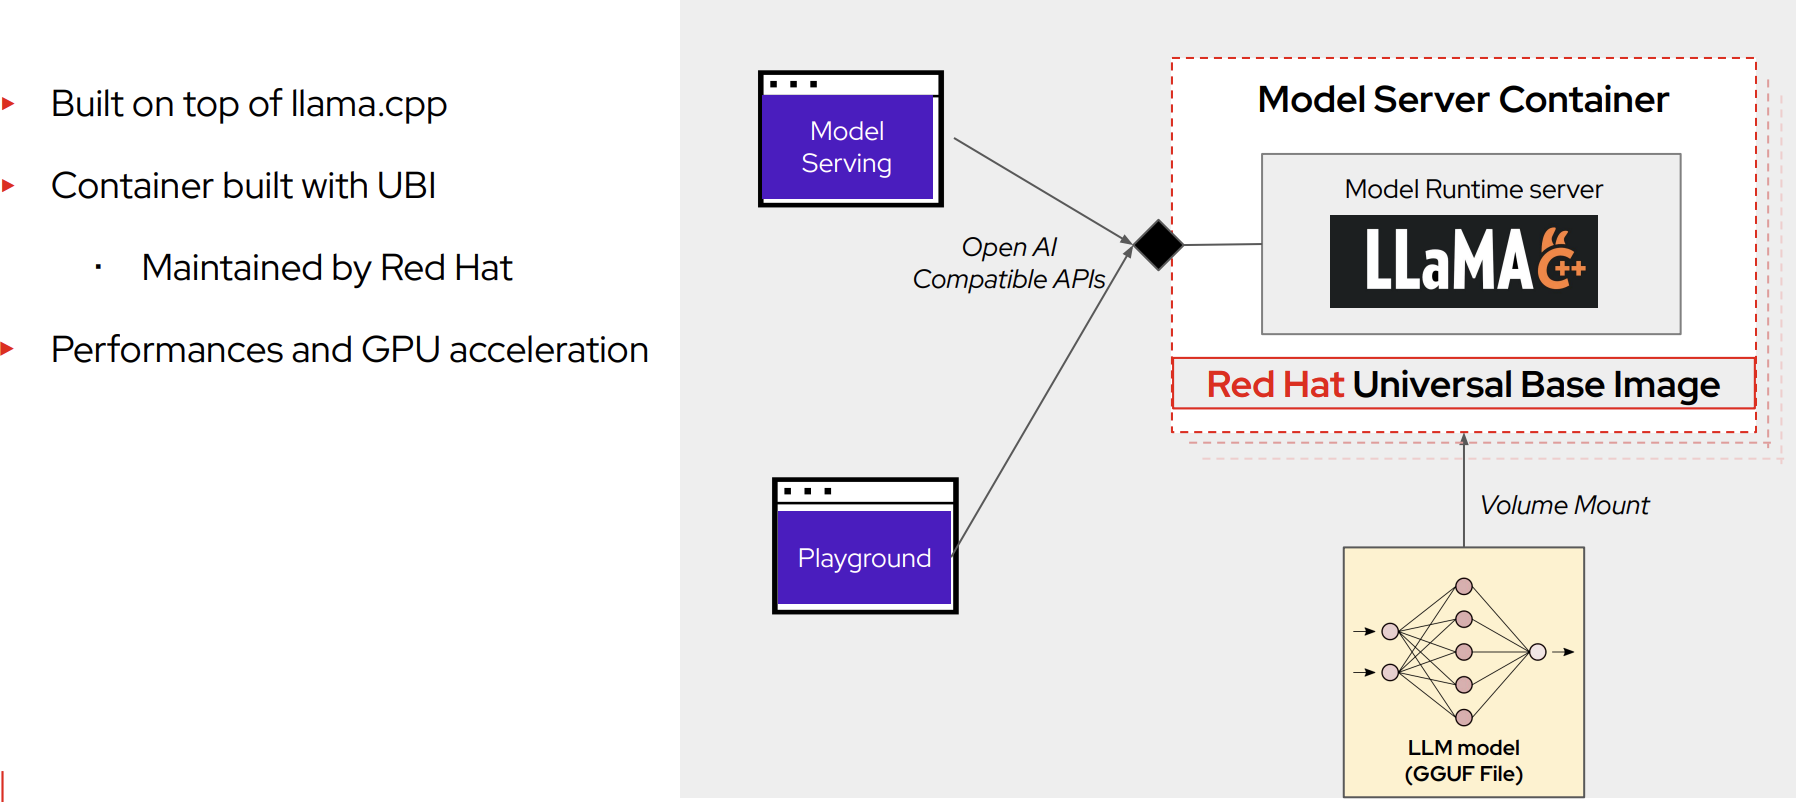 Built on top of llama.cpp
Container built with UBI
Maintained by Red Hat
Performances and GPU acceleration
Model
Serving
Open AI
Compatible APIs
Playground
Model Server Container
Model Runtime server
LLaMA C++
Red Hat Universal Base Image
Volume Mount
LLM model
(GGUF File)